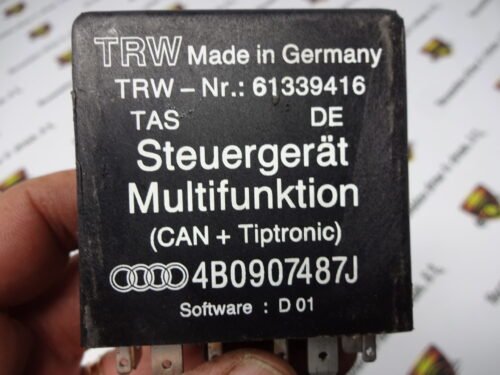 TRW Made in Germany
TRW – Nr.: 61339416
TAS DE
Steuergerät
Multifunktion
(CAN + Tiptronic)
4B0907487J
Software : D 01